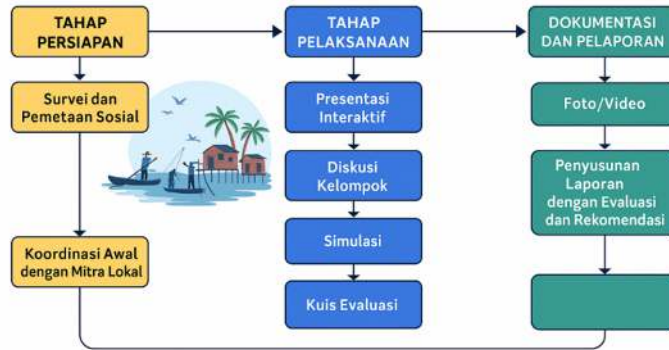 TAHAP
PERSIAPAN
Survei dan
Pemetaan Sosial
Koordinasi Awal
dengan Mitra Lokal
TAHAP
PELAKSANAAN
Presentasi
Interaktif
Diskusi
Kelompok
Simulasi
Kuis Evaluasi
DOKUMENTASI
DAN PELAPORAN
Foto/Video
Penyusunan
Laporan
dengan Evaluasi
dan Rekomendasi